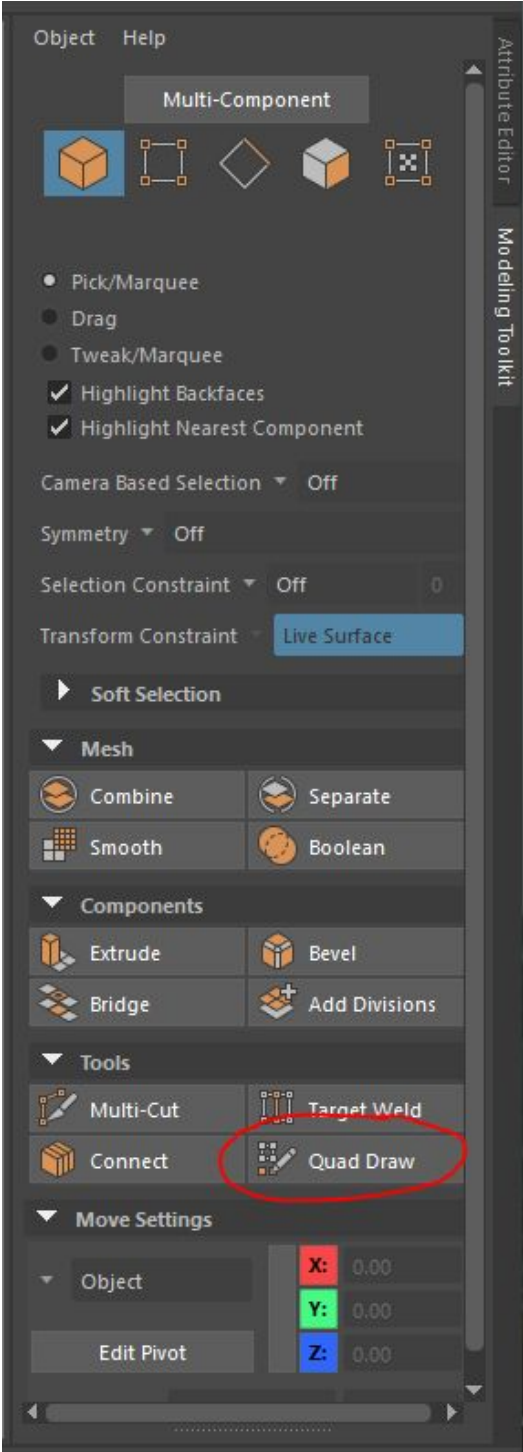 Object Help
Multi-Component
Pick/Marquee
Drag
Tweak/Marquee
Highlight Backfaces
Highlight Nearest Component
Camera Based Selection Off
Symmetry Off
Selection Constraint Off 0
Transform Constraint Live Surface
Soft Selection
Mesh
Combine Separate
Smooth Boolean
Components
Extrude Bevel
Bridge Add Divisions
Tools
Multi-Cut Target Weld
Connect Quad Draw
Move Settings
Object
X: 0.00
Y: 0.00
Edit Pivot Z: 0.00
Attribute Editor
Modeling Toolkit